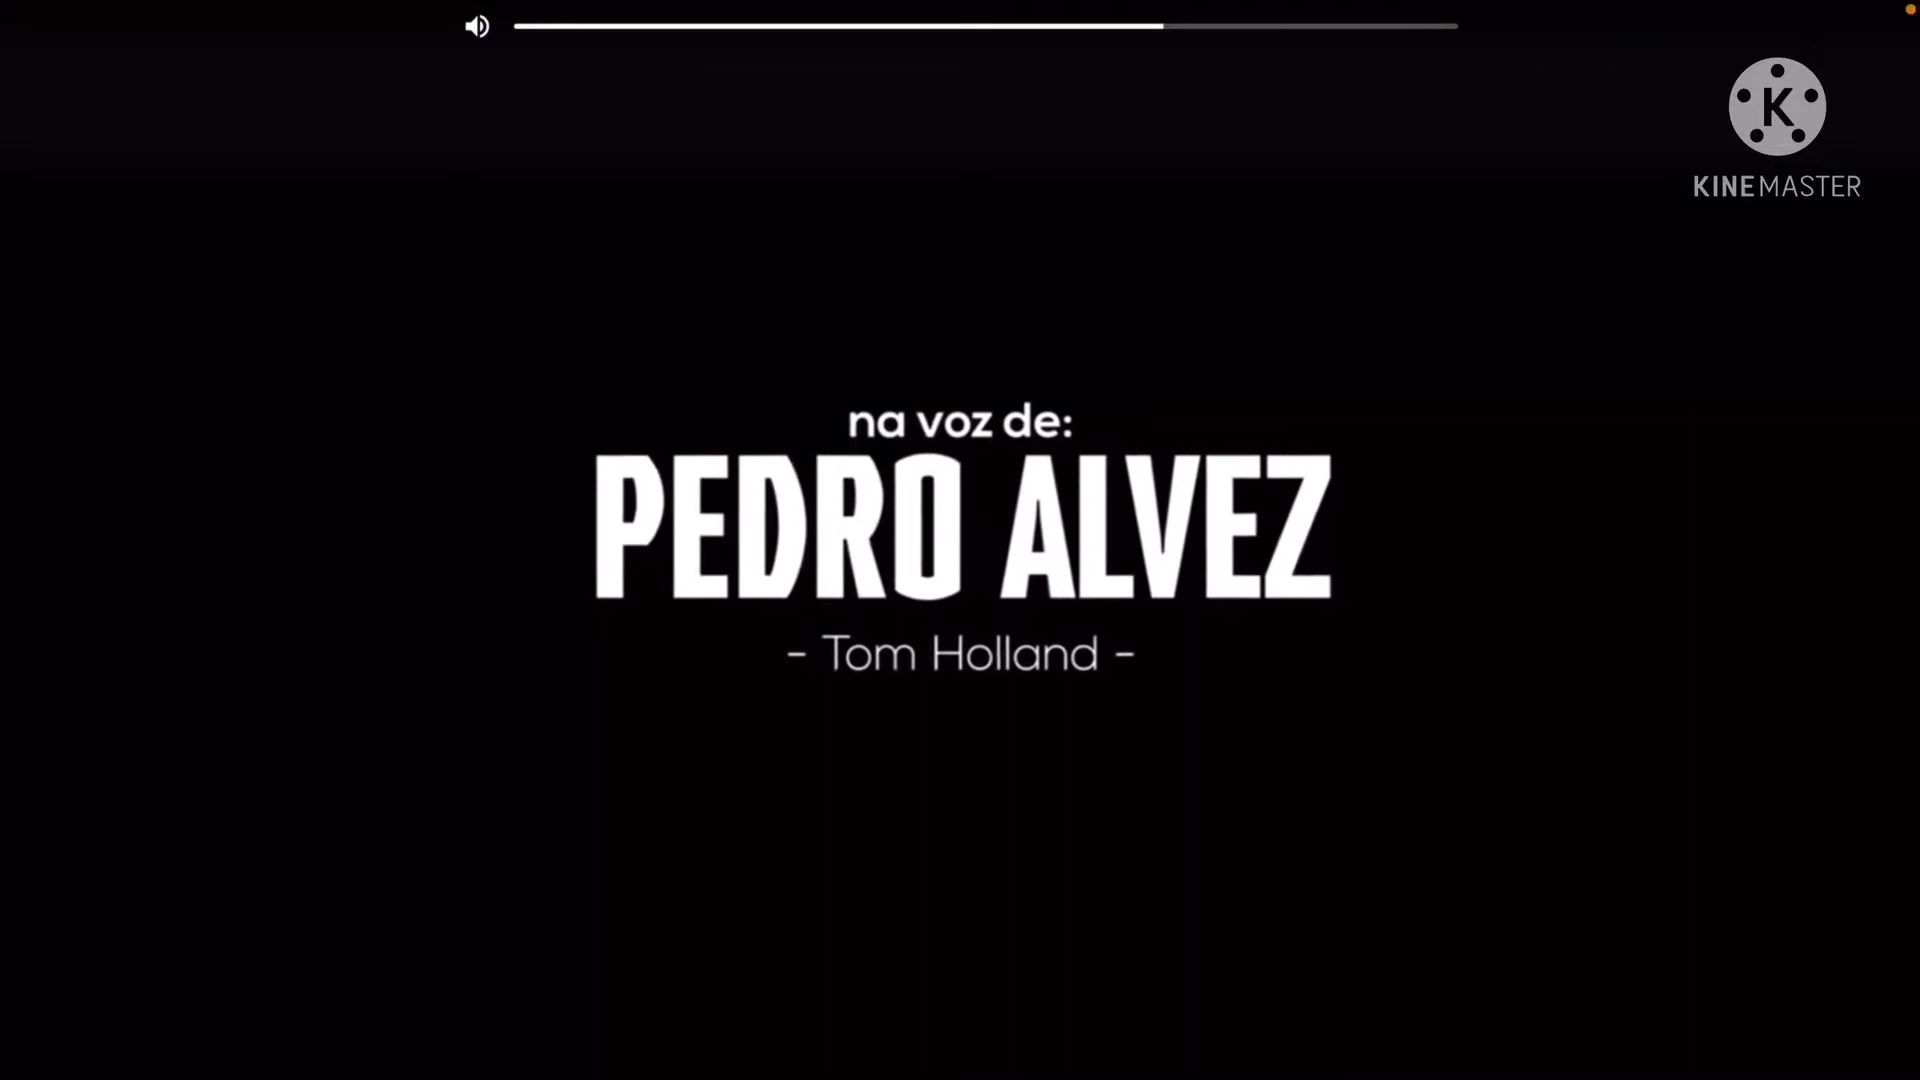 K
KINEMASTER
na voz de:
PEDRO ALVEZ
- Tom Holland -